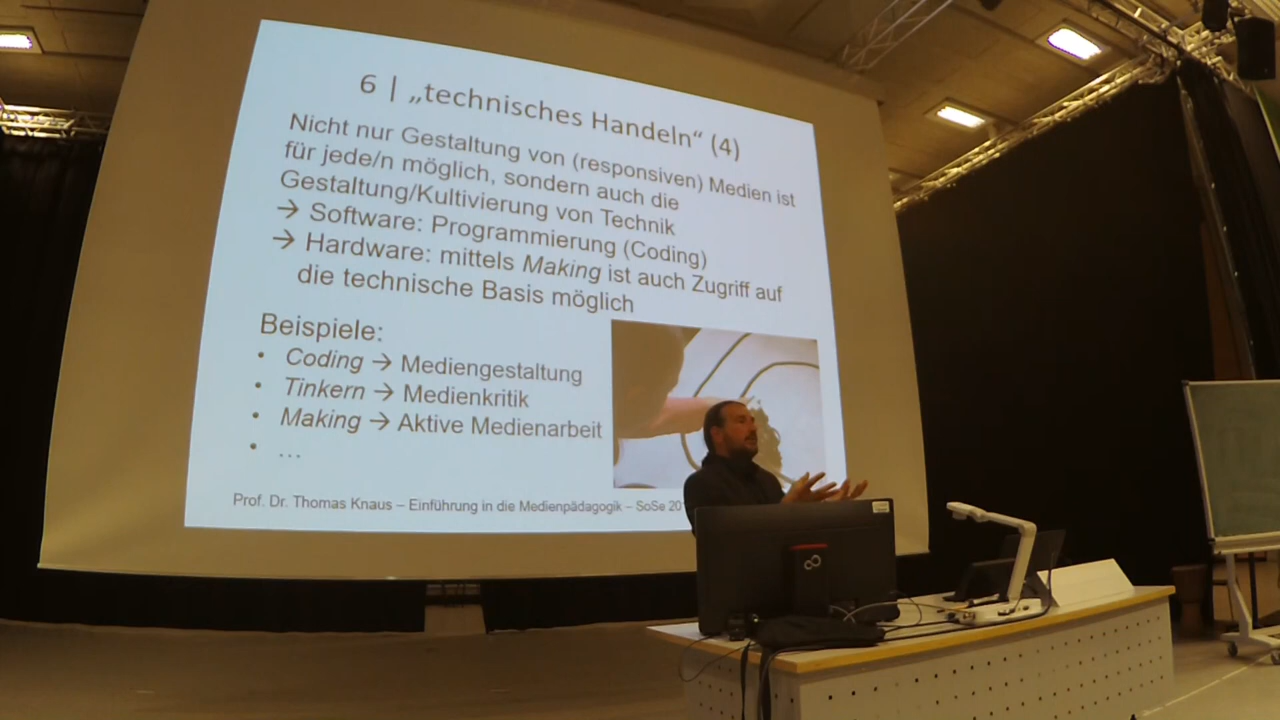 6 | „technisches Handeln“ (4)
Nicht nur Gestaltung von (responsiven) Medien ist
für jede/n möglich, sondern auch die
Gestaltung/Kultivierung von Technik
→ Software: Programmierung (Coding)
→ Hardware: mittels Making ist auch Zugriff auf
die technische Basis möglich
Beispiele:
• Coding → Mediengestaltung
• Tinkern → Medienkritik
• Making → Aktive Medienarbeit
• …
Prof. Dr. Thomas Knaus – Einführung in die Medienpädagogik – SoSe 20